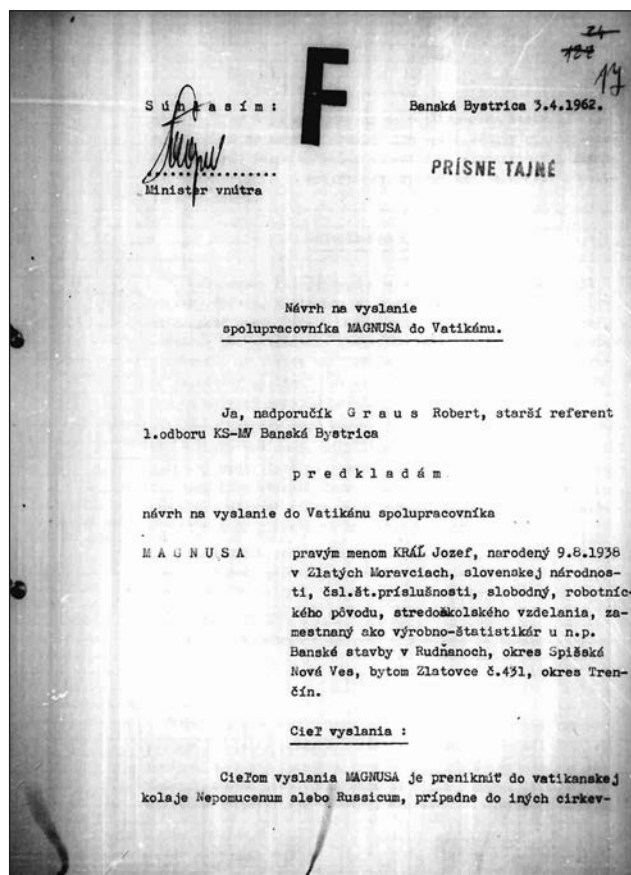 24
122
17
F
S ú h l a s í m :
Banská Bystrica 3.4.1962.
PRÍSNE TAJNÉ
Minister vnútra
Návrh na vyslanie
spolupracovníka MAGNUSA do Vatikánu.
Ja, nadporučík G r a u s Robert, starší referent
1.odboru KS-MV Banská Bystrica
p r e d k l a d á m
návrh na vyslanie do Vatikánu spolupracovníka
M A G N U S A pravým menom KRÁĽ Jozef, narodený 9.8.1938
v Zlatých Moravciach, slovenskej národnos-
ti, čsl.št.príslušnosti, slobodný, robotníc-
kého pôvodu, stredoškolského vzdelania, za-
mestnaný ako výrobno-štatistikár u n.p.
Banské stavby v Rudňanoch, okres Spišská
Nová Ves, bytom Zlatovce č.431, okres Tren-
čín.
Cieľ vyslania :
Cieľom vyslania MAGNUSA je preniknúť do vatikanskej
kolaje Nepomucenum alebo Russicum, prípadne do iných cirkev-